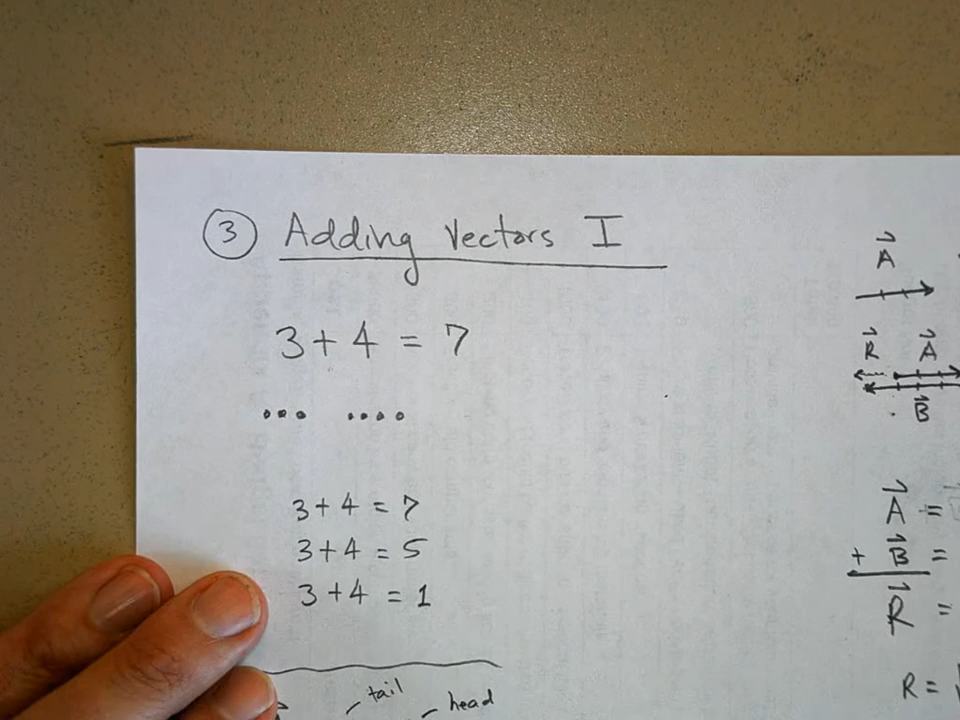 ③ Adding Vectors I
3 + 4 = 7
3 + 4 = 7
3 + 4 = 5
3 + 4 = 1
tail
head
A
R A
B
A =
+ B =
R =
R =